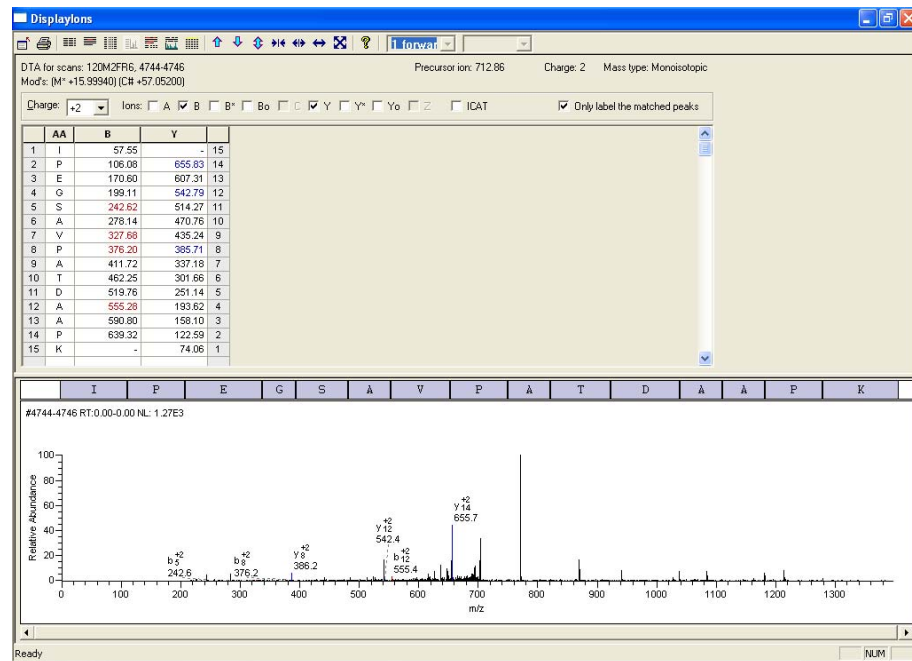 DisplayIons
1 forwar
DTA for scans: 120M2FR6, 4744-4746 Precursor ion: 712.86 Charge: 2 Mass type: Monoisotopic
Mod's: (M* +15.99940) (C# +57.05200)
Charge: +2 Ions: A B B* Bo C Y Y* Yo Z ICAT Only label the matched peaks
AA B Y
1 I 57.55 - 15
2 P 106.08 655.83 14
3 E 170.60 607.31 13
4 G 199.11 542.79 12
5 S 242.62 514.27 11
6 A 278.14 470.76 10
7 V 327.68 435.24 9
8 P 376.20 385.71 8
9 A 411.72 337.18 7
10 T 462.25 301.66 6
11 D 519.76 251.14 5
12 A 555.28 193.62 4
13 A 590.80 158.10 3
14 P 639.32 122.59 2
15 K - 74.06 1
I P E G S A V P A T D A A P K
#4744-4746 RT:0.00-0.00 NL: 1.27E3
Relative Abundance
100
80
60
40
20
0
b5 +2
242.6
b8 +2
376.2
y8 +2
386.2
y12 +2
542.4
b12 +2
555.4
y14 +2
655.7
0 100 200 300 400 500 600 700 800 900 1000 1100 1200 1300
m/z
Ready NUM